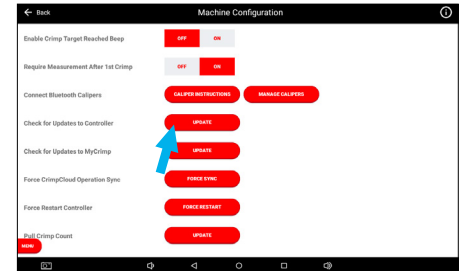 Back Machine Configuration
Enable Crimp Target Reached Beep OFF ON
Require Measurement After 1st Crimp OFF ON
Connect Bluetooth Calipers CALIPER INSTRUCTIONS MANAGE CALIPERS
Check for Updates to Controller UPDATE
Check for Updates to MyCrimp UPDATE
Force CrimpCloud Operation Sync FORCE SYNC
Force Restart Controller FORCE RESTART
Pull Crimp Count UPDATE
MENU